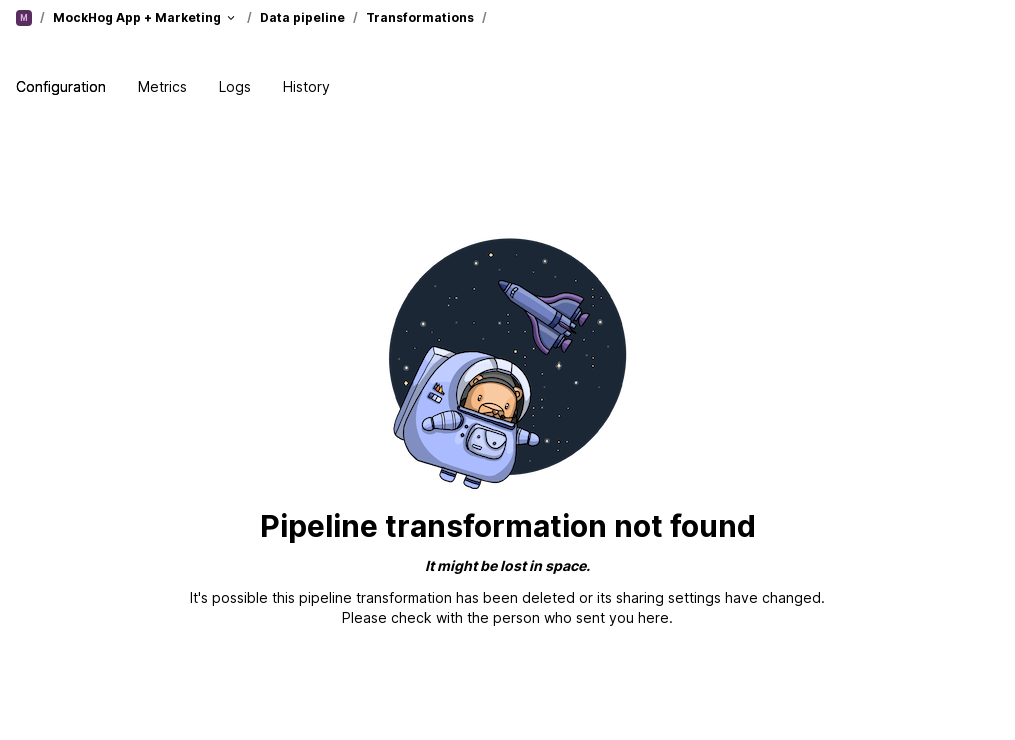 M / MockHog App + Marketing / Data pipeline / Transformations /
Configuration Metrics Logs History
Pipeline transformation not found
It might be lost in space.
It's possible this pipeline transformation has been deleted or its sharing settings have changed.
Please check with the person who sent you here.